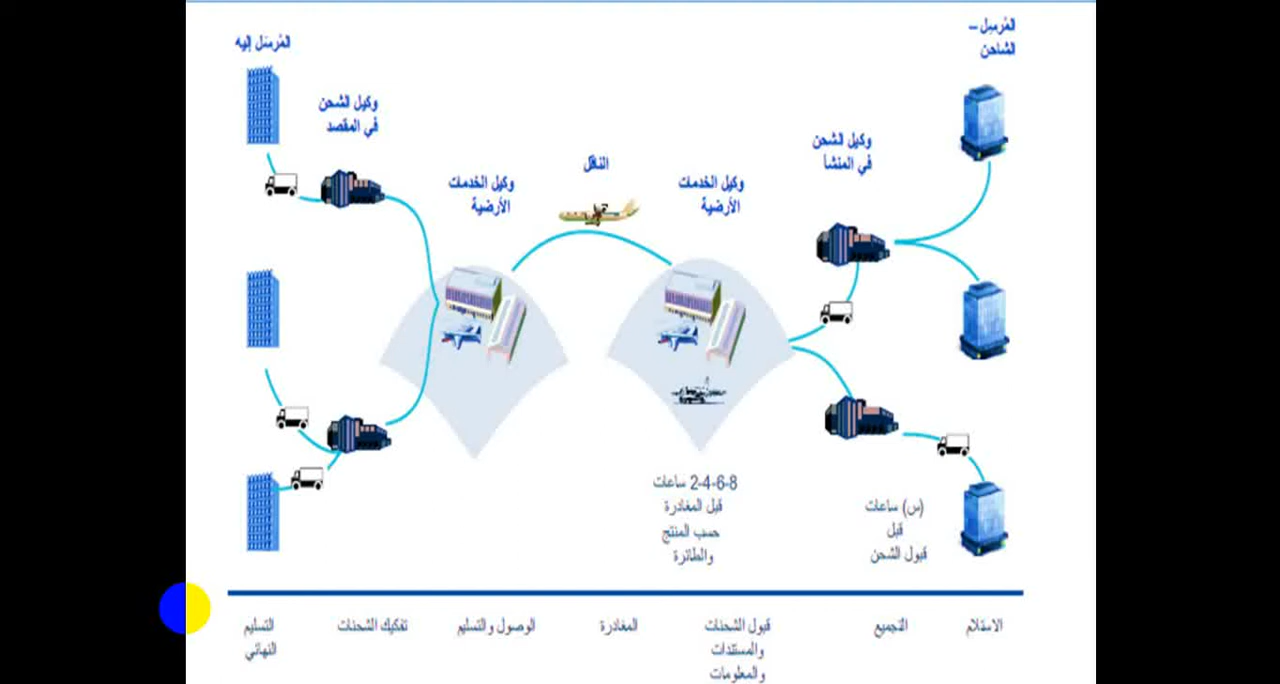 المُرسِل –
الشاحن
وكيل الشحن
في المنشأ
وكيل الخدمات
الأرضية
الناقل
وكيل الخدمات
الأرضية
وكيل الشحن
في المقصد
المُرسَل إليه
(س) ساعات
قبل
قبول الشحن
2-4-6-8 ساعات
قبل المغادرة
حسب المنتج
والطائرة
الاستلام
التجميع
قبول الشحنات
والمستندات
والمعلومات
المغادرة
الوصول والتسليم
تفكيك الشحنات
التسليم
النهائي